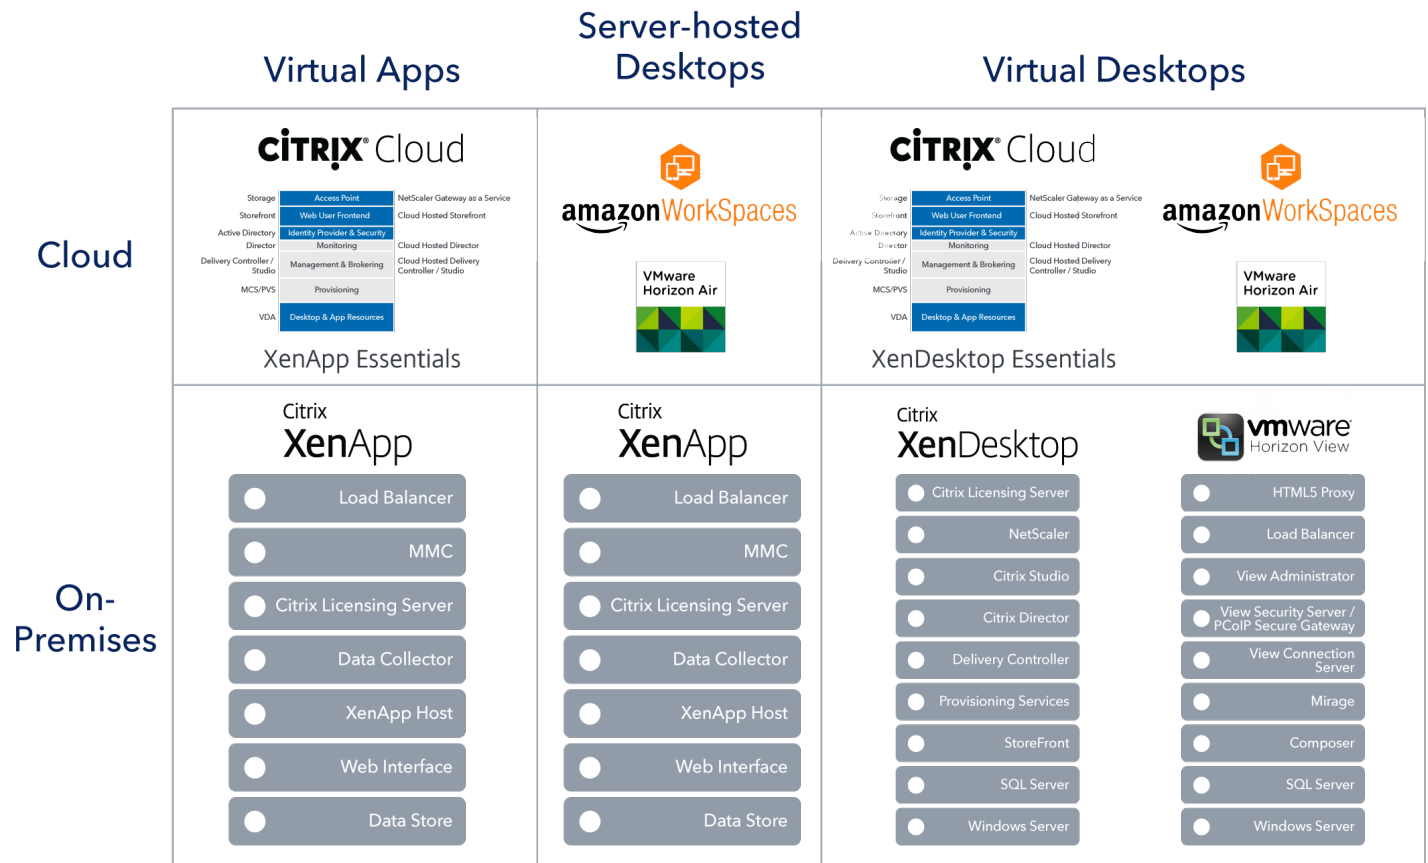 Virtual Apps
Server-hosted
Desktops
Virtual Desktops
Cloud
CİTRIX® Cloud
Storage Access Point NetScaler Gateway as a Service
Storefront Web User Frontend Cloud Hosted Storefront
Active Directory Identity Provider & Security
Director Monitoring Cloud Hosted Director
Delivery Controller / Management & Brokering Cloud Hosted Delivery
Studio Controller / Studio
MCS/PVS Provisioning
VDA Desktop & App Resources
XenApp Essentials
amazonWorkSpaces
VMware
Horizon Air
CİTRIX® Cloud
Storage Access Point NetScaler Gateway as a Service
Storefront Web User Frontend Cloud Hosted Storefront
Active Directory Identity Provider & Security
Director Monitoring Cloud Hosted Director
Delivery Controller / Management & Brokering Cloud Hosted Delivery
Studio Controller / Studio
MCS/PVS Provisioning
VDA Desktop & App Resources
XenDesktop Essentials
amazonWorkSpaces
VMware
Horizon Air
On-
Premises
Citrix
XenApp
Load Balancer
MMC
Citrix Licensing Server
Data Collector
XenApp Host
Web Interface
Data Store
Citrix
XenApp
Load Balancer
MMC
Citrix Licensing Server
Data Collector
XenApp Host
Web Interface
Data Store
Citrix
XenDesktop
Citrix Licensing Server
NetScaler
Citrix Studio
Citrix Director
Delivery Controller
Provisioning Services
StoreFront
SQL Server
Windows Server
vmware®
Horizon View
HTML5 Proxy
Load Balancer
View Administrator
View Security Server /
PCoIP Secure Gateway
View Connection
Server
Mirage
Composer
SQL Server
Windows Server